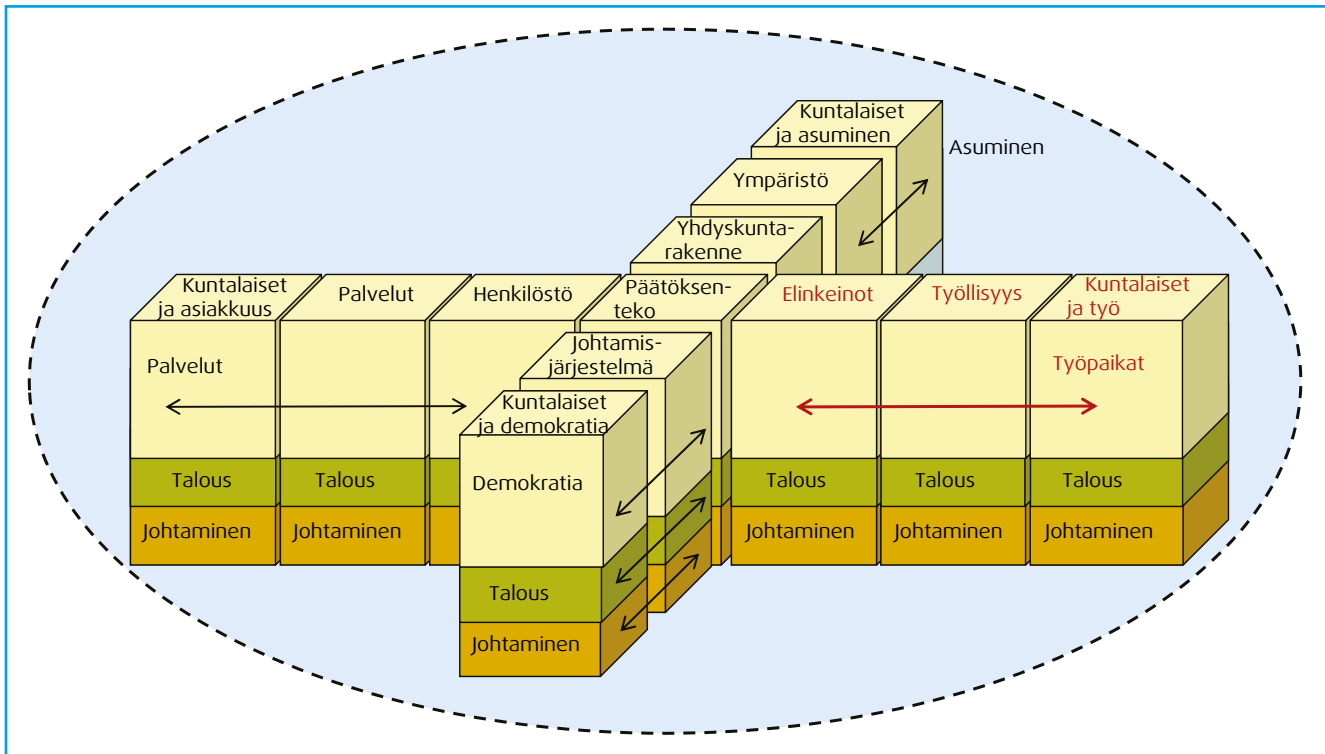 Kuntalaiset
ja asuminen
Asuminen
Ympäristö
Yhdyskunta-
rakenne
Kuntalaiset
ja asiakkuus
Palvelut
Henkilöstö
Päätöksen-
teko
Elinkeinot
Työllisyys
Kuntalaiset
ja työ
Palvelut
Johtamis-
järjestelmä
Työpaikat
Kuntalaiset
ja demokratia
Demokratia
Talous
Talous
Talous
Talous
Talous
Johtaminen
Johtaminen
Johtaminen
Johtaminen
Johtaminen
Talous
Johtaminen